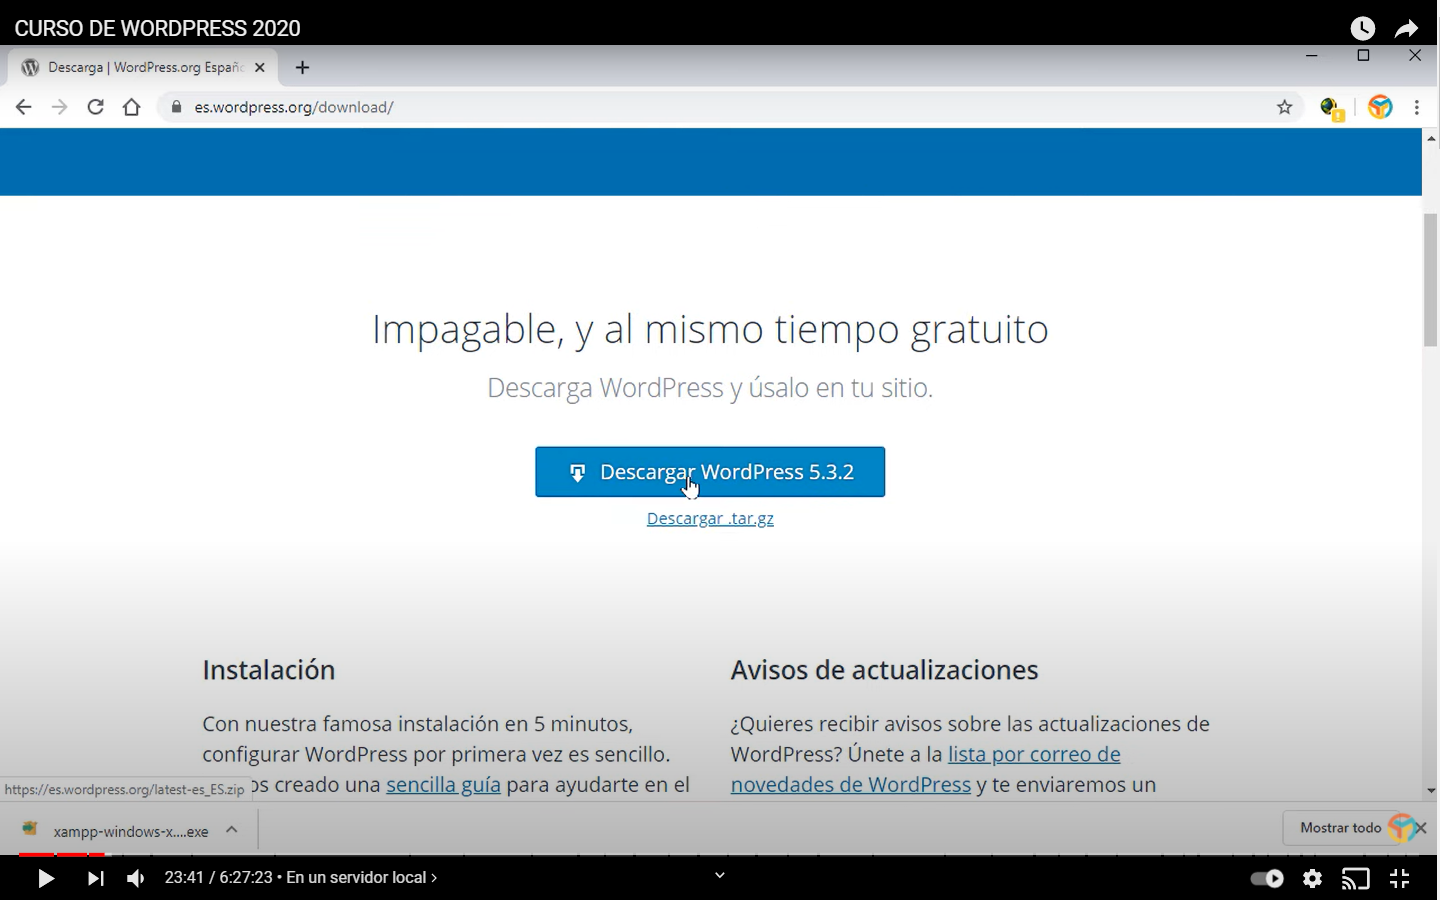 CURSO DE WORDPRESS 2020
Descarga | WordPress.org Españo
es.wordpress.org/download/
Impagable, y al mismo tiempo gratuito
Descarga WordPress y úsalo en tu sitio.
Descargar WordPress 5.3.2
Descargar .tar.gz
Instalación
Con nuestra famosa instalación en 5 minutos,
configurar WordPress por primera vez es sencillo.
os creado una sencilla guía para ayudarte en el
Avisos de actualizaciones
¿Quieres recibir avisos sobre las actualizaciones de
WordPress? Únete a la lista por correo de
novedades de WordPress y te enviaremos un
https://es.wordpress.org/latest-es_ES.zip
xampp-windows-x....exe
Mostrar todo
23:41 / 6:27:23 • En un servidor local >